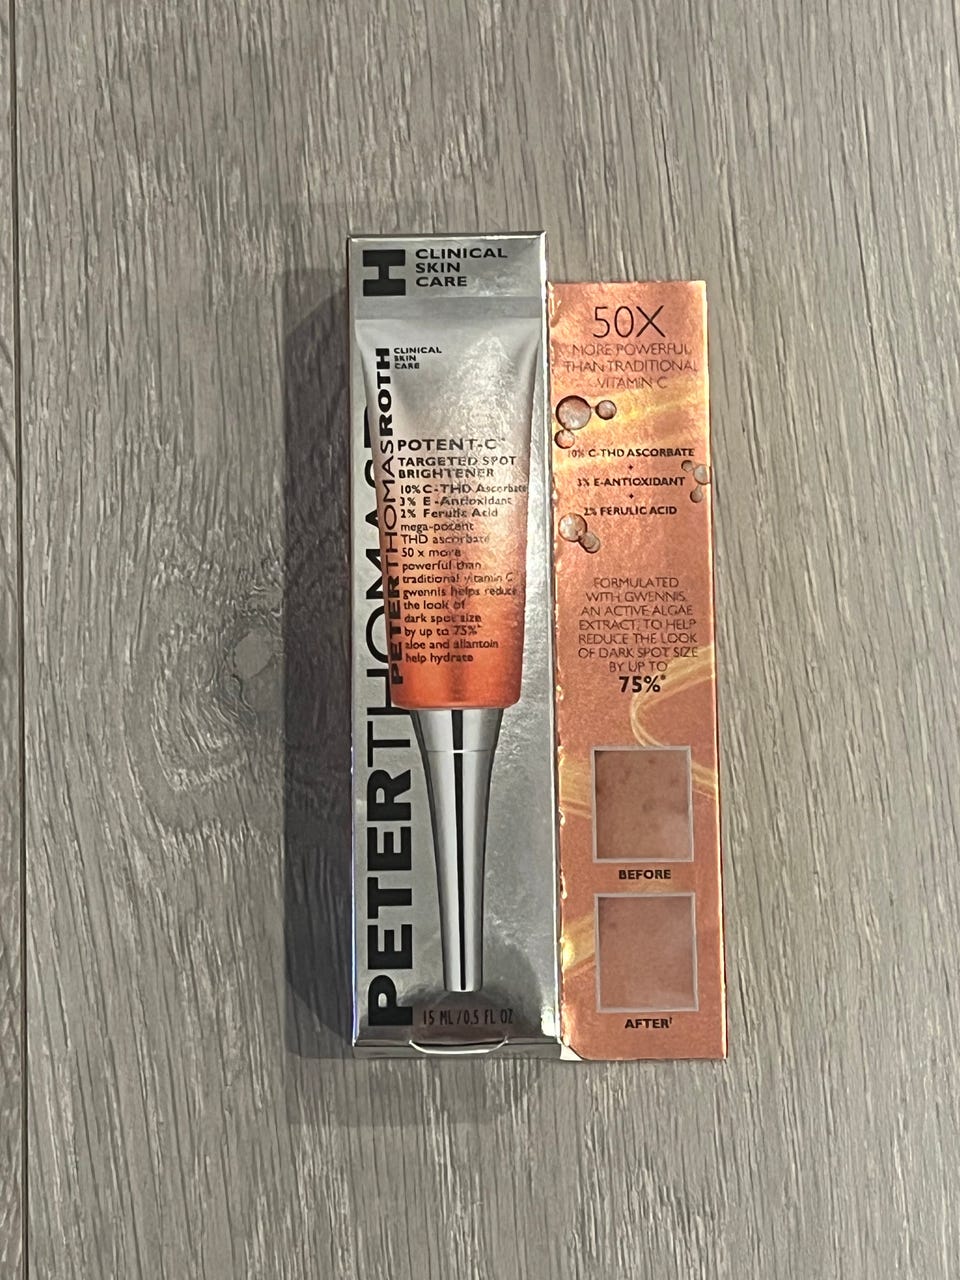 H
CLINICAL
SKIN
CARE
PETERTHOMAS
CLINICAL
SKIN
CARE
PETERTHOMASROTH
POTENT-C™
TARGETED SPOT
BRIGHTENER
10% C-THD Ascorbate
3% E-Antioxidant
2% Ferulic Acid
mega-potent
THD ascorbate
50 x more
powerful than
traditional vitamin C
gwennis helps reduce
the look of
dark spot size
by up to 75%*
aloe and allantoin
help hydrate
15 ML / 0.5 FL OZ
50X
MORE POWERFUL
THAN TRADITIONAL
VITAMIN C
10% C-THD ASCORBATE
+
3% E-ANTIOXIDANT
+
2% FERULIC ACID
FORMULATED
WITH GWENNIS,
AN ACTIVE ALGAE
EXTRACT, TO HELP
REDUCE THE LOOK
OF DARK SPOT SIZE
BY UP TO
75%*
BEFORE
AFTER†